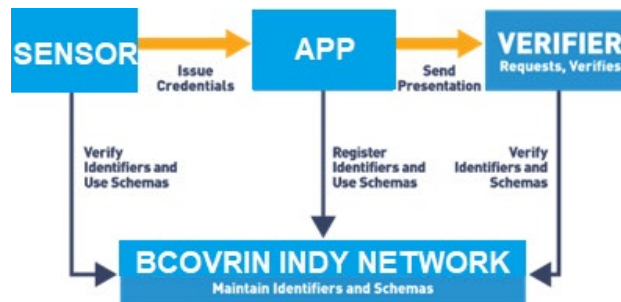 SENSOR
Issue
Credentials
APP
Send
Presentation
VERIFIER
Requests, Verifies
Verify
Identifiers and
Use Schemas
Register
Identifiers and
Use Schemas
Verify
Identifiers and
Schemas
BCOVRIN INDY NETWORK
Maintain Identifiers and Schemas